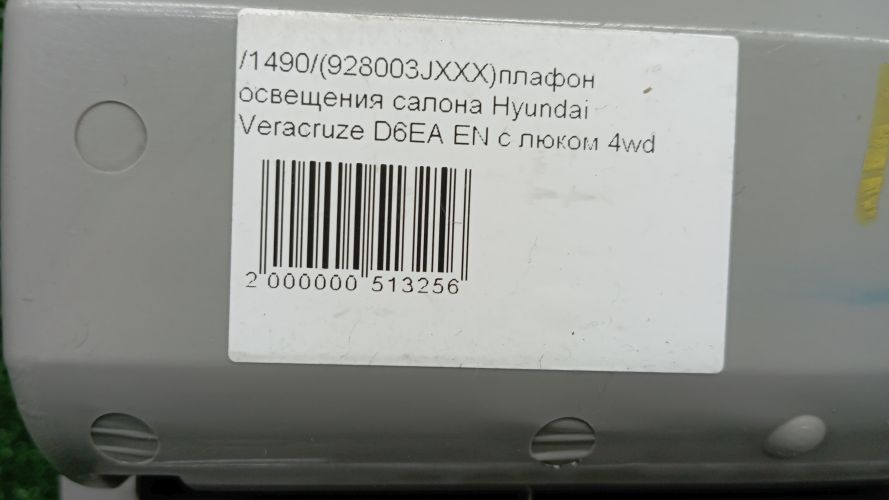 /1490/(928003JXXX)плафон
освещения салона Hyundai
Veracruze D6EA EN с люком 4wd
2 000000 513256